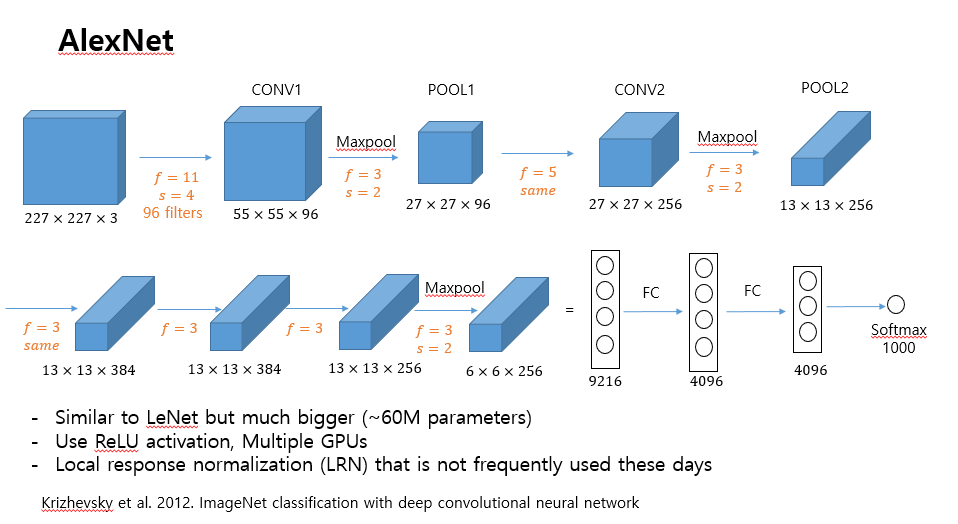 AlexNet
CONV1
POOL1
CONV2
POOL2
Maxpool
Maxpool
f = 11
s = 4
96 filters
f = 3
s = 2
f = 5
same
f = 3
s = 2
227 × 227 × 3
55 × 55 × 96
27 × 27 × 96
27 × 27 × 256
13 × 13 × 256
Maxpool
=
FC
FC
f = 3
same
f = 3
f = 3
f = 3
s = 2
Softmax
1000
13 × 13 × 384
13 × 13 × 384
13 × 13 × 256
6 × 6 × 256
9216
4096
4096
- Similar to LeNet but much bigger (~60M parameters)
- Use ReLU activation, Multiple GPUs
- Local response normalization (LRN) that is not frequently used these days
Krizhevsky et al. 2012. ImageNet classification with deep convolutional neural network